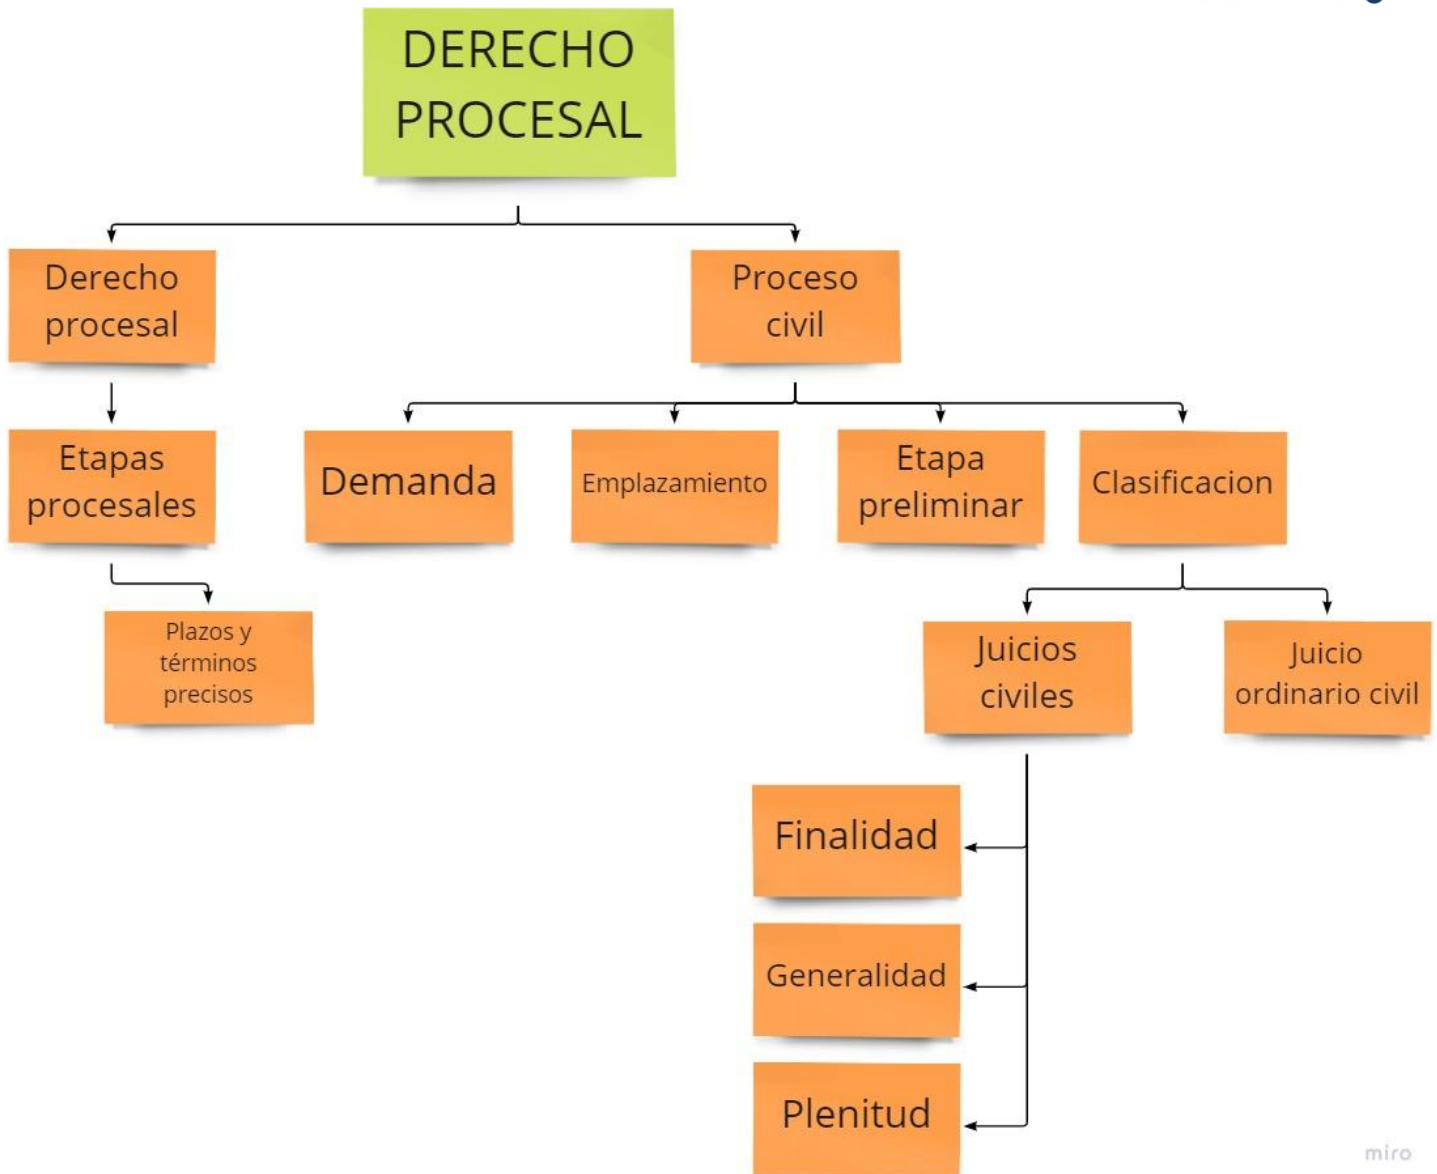 DERECHO
PROCESAL
Derecho
procesal
Proceso
civil
Etapas
procesales
Demanda
Emplazamiento
Etapa
preliminar
Clasificacion
Plazos y
términos
precisos
Juicios
civiles
Juicio
ordinario civil
Finalidad
Generalidad
Plenitud
miro